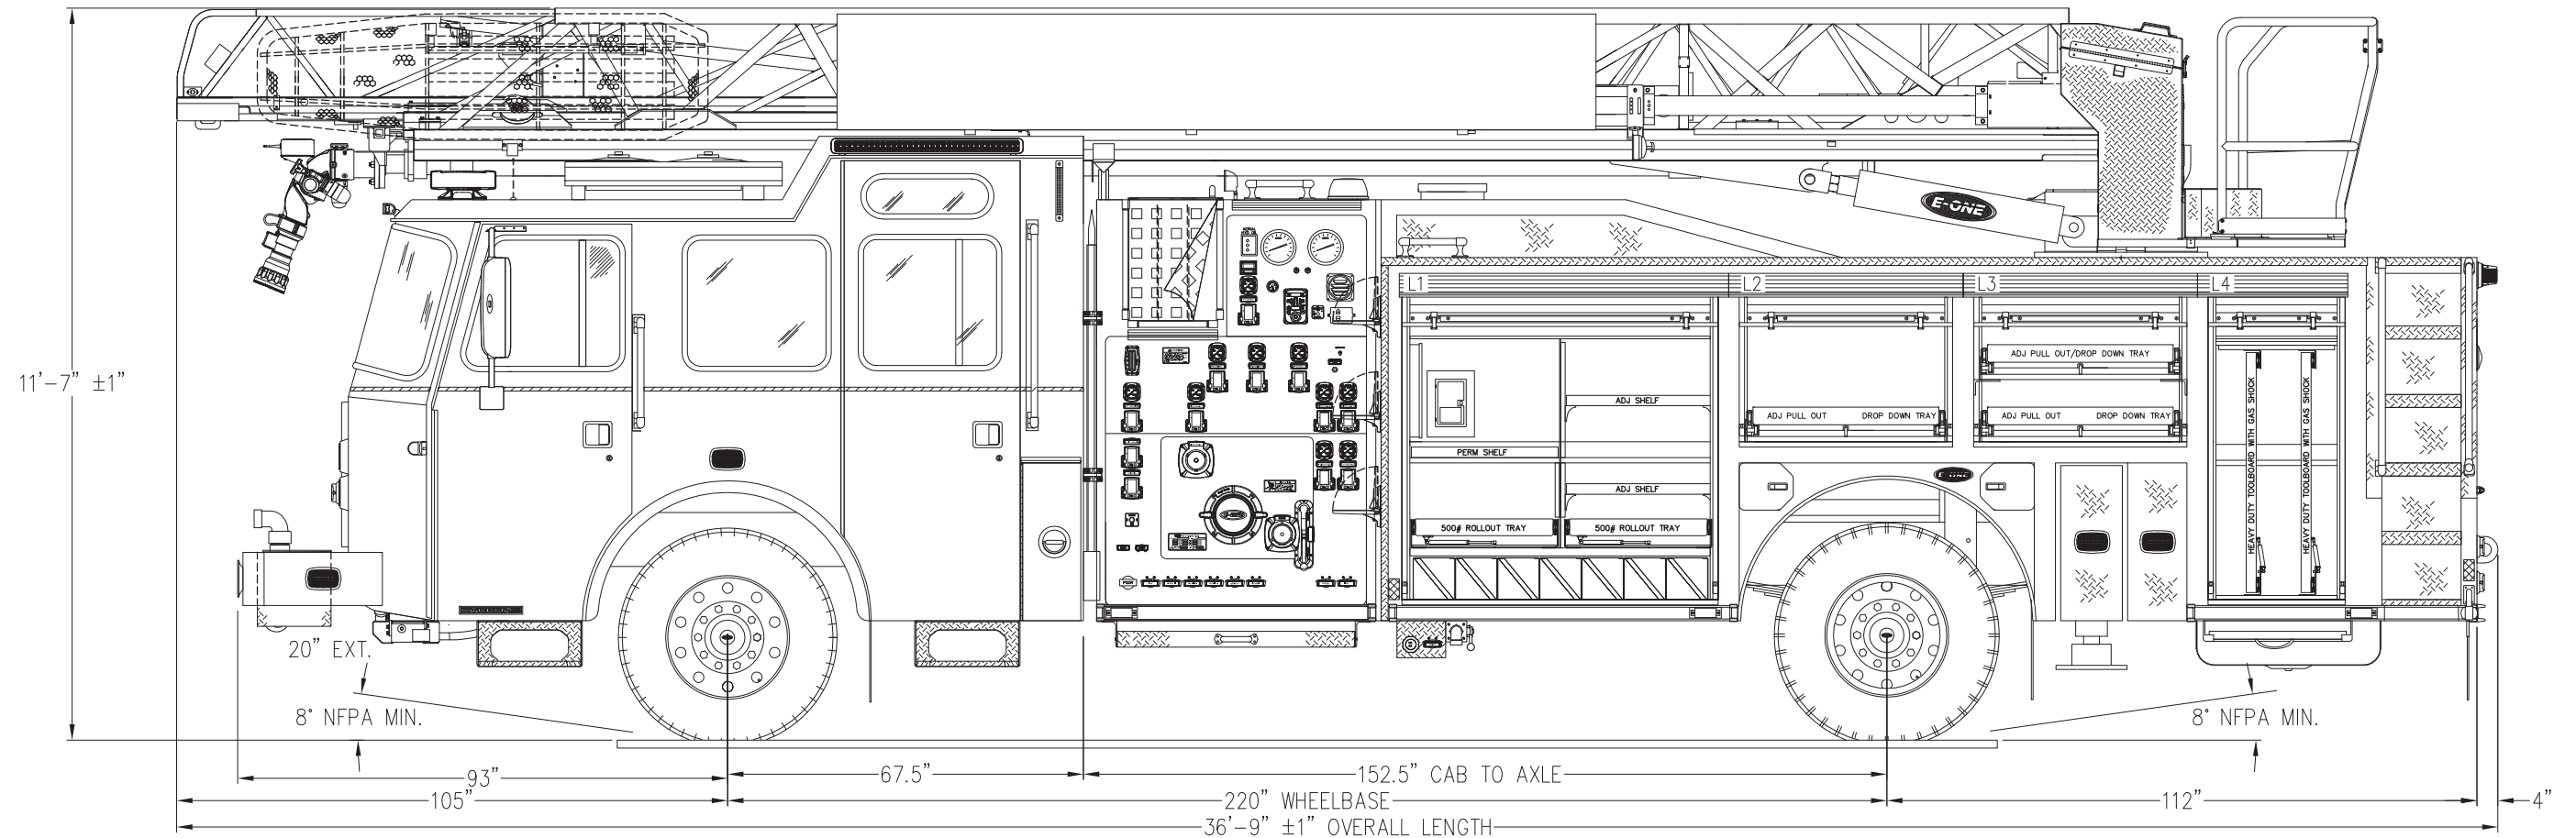 E-ONE
L1 L2 L3 L4
11'-7" ±1"
ADJ PULL OUT/DROP DOWN TRAY
ADJ SHELF
ADJ PULL OUT DROP DOWN TRAY
ADJ PULL OUT DROP DOWN TRAY
HEAVY DUTY TOOLBOARD WITH GAS SHOCK
HEAVY DUTY TOOLBOARD WITH GAS SHOCK
PERM SHELF
E-ONE
ADJ SHELF
E-ONE
500# ROLLOUT TRAY
500# ROLLOUT TRAY
20" EXT.
8° NFPA MIN.
8° NFPA MIN.
93"
67.5"
152.5" CAB TO AXLE
105"
220" WHEELBASE
112"
4"
36'-9" ±1" OVERALL LENGTH